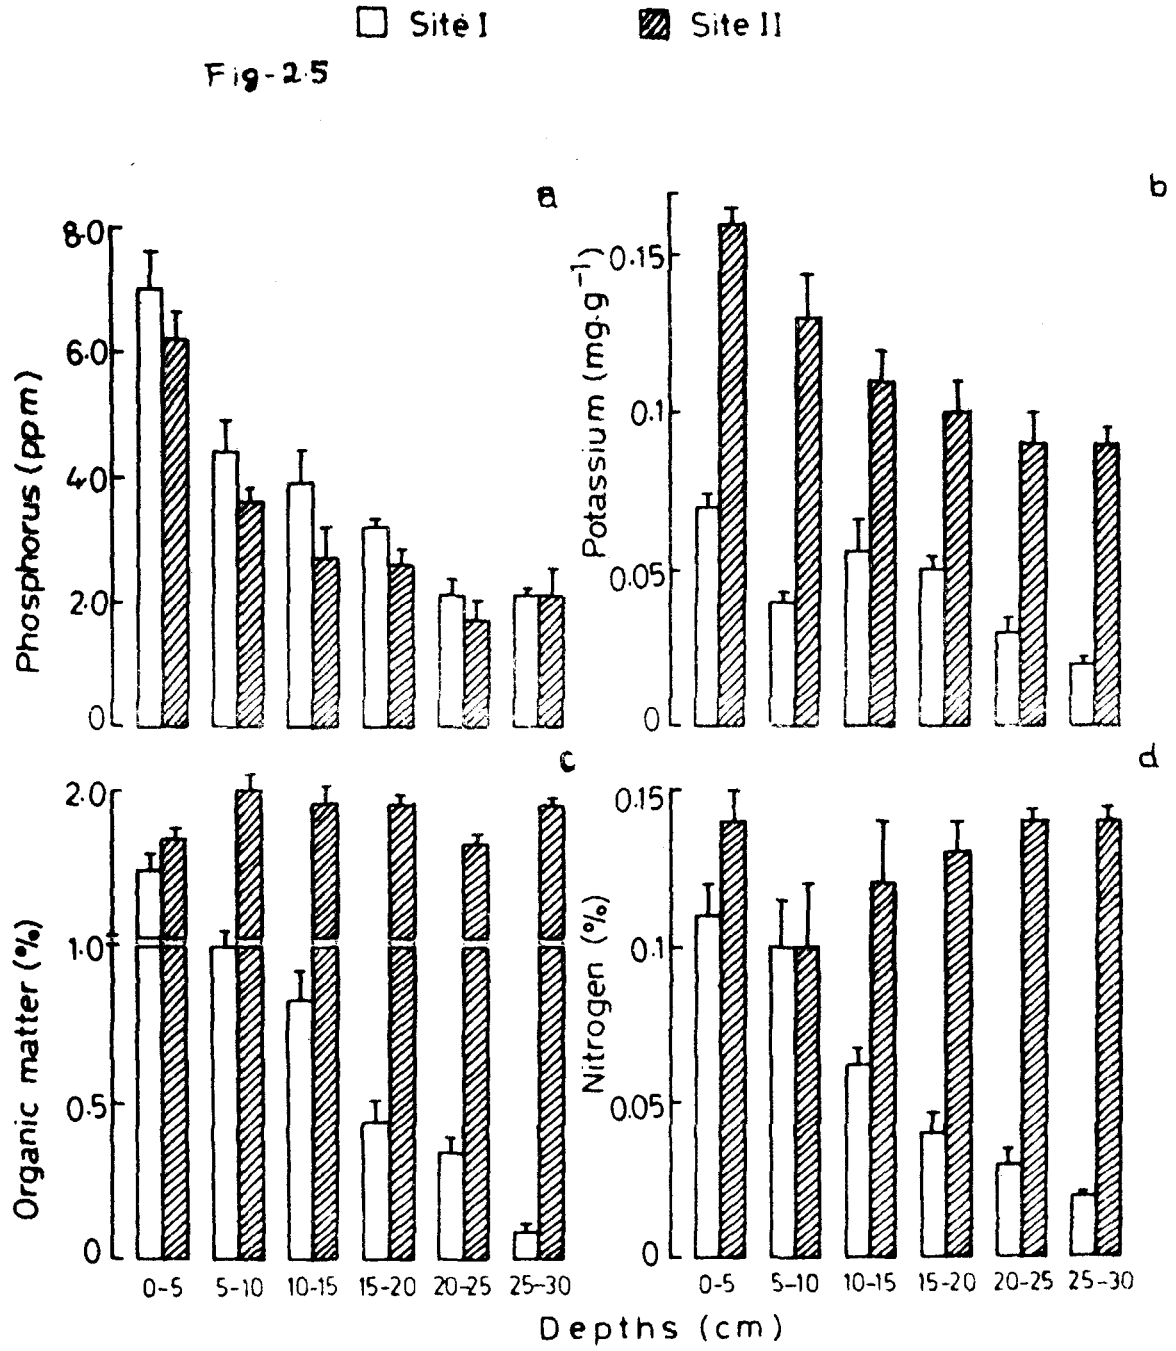 Site I Site II
Fig-2.5
a
8.0
6.0
4.0
2.0
0
Phosphorus (ppm)
b
0.15
0.1
0.05
0
Potassium (mg.g⁻¹)
c
2.0
1.0
0.5
0
Organic matter (%)
0-5 5-10 10-15 15-20 20-25 25-30
d
0.15
0.1
0.05
0
Nitrogen (%)
0-5 5-10 10-15 15-20 20-25 25-30
Depths (cm)